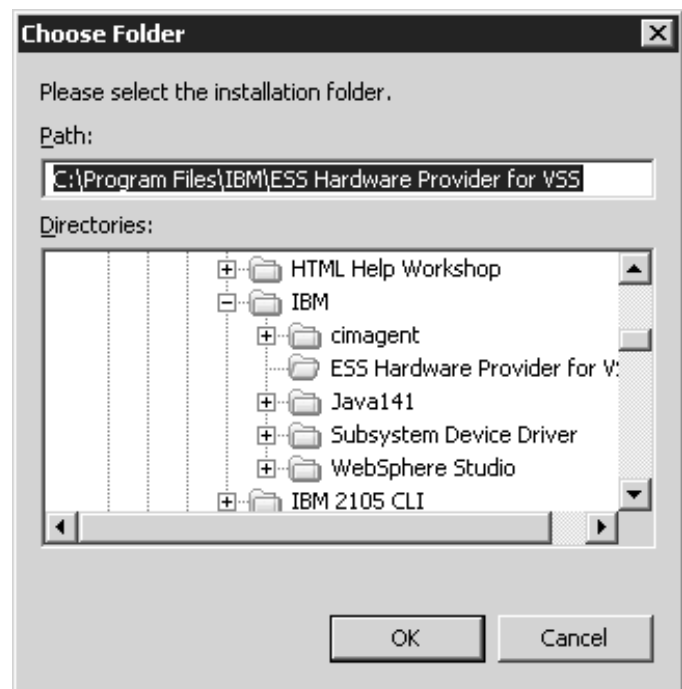 Choose Folder
Please select the installation folder.
Path:
C:\Program Files\IBM\ESS Hardware Provider for VSS
Directories:
HTML Help Workshop
IBM
cimagent
ESS Hardware Provider for V
Java141
Subsystem Device Driver
WebSphere Studio
IBM 2105 CLI
OK Cancel